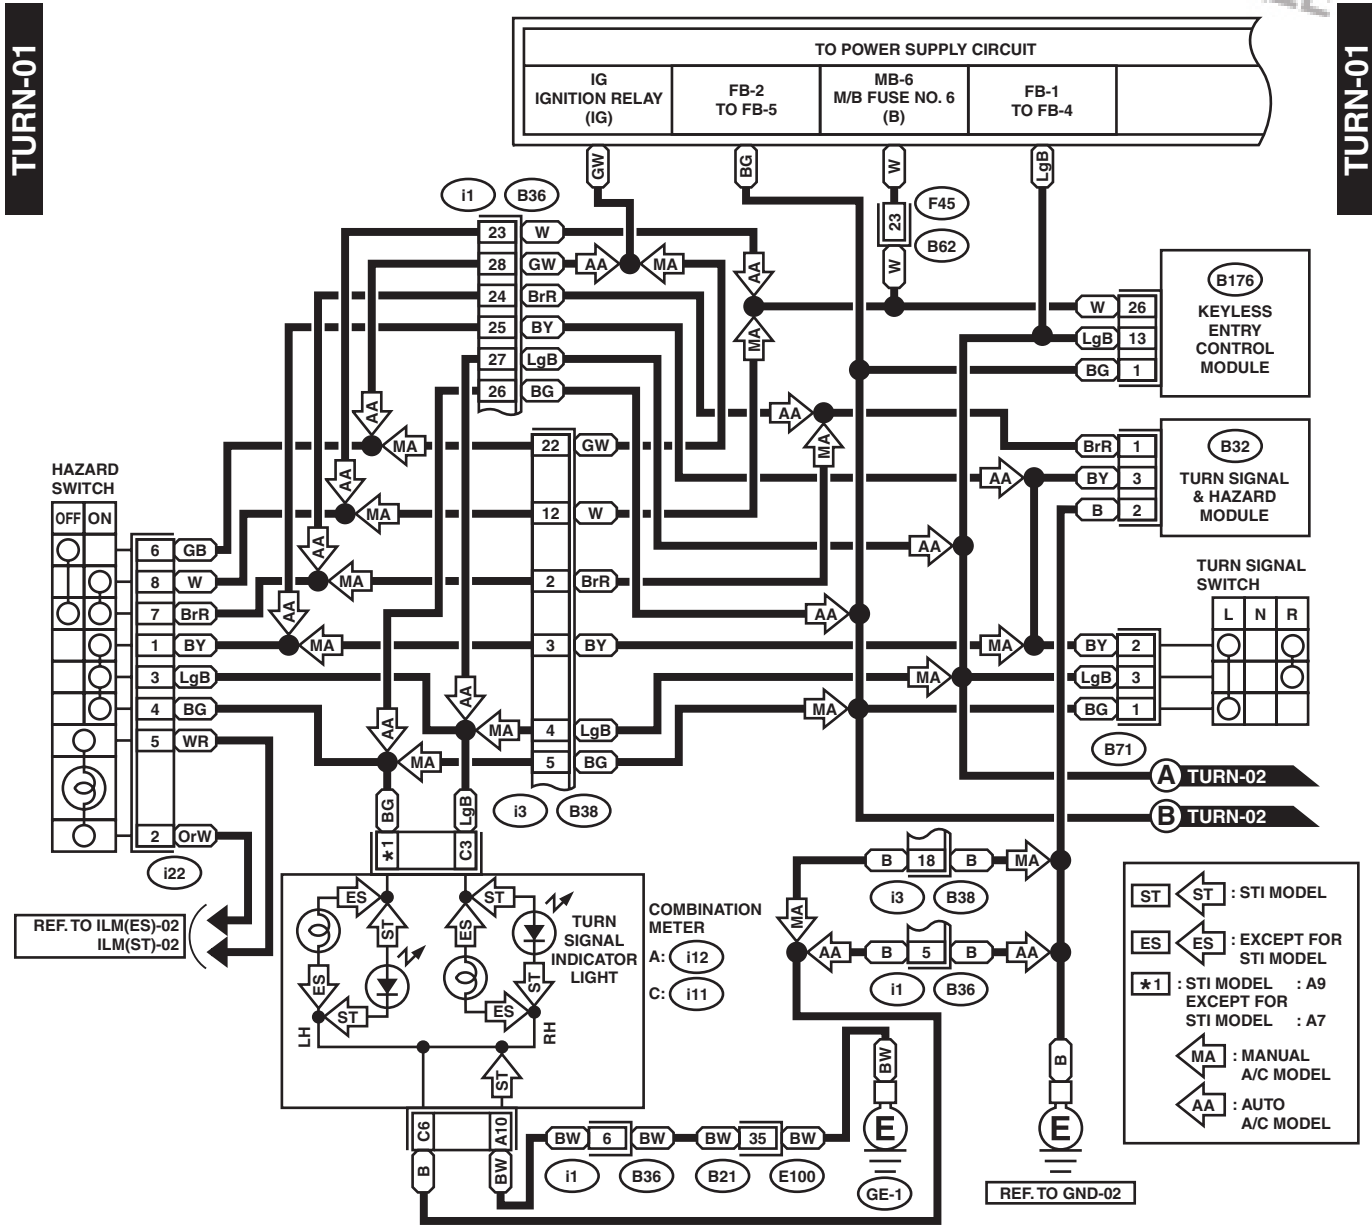 TURN-01
TURN-01
TO POWER SUPPLY CIRCUIT
IG
IGNITION RELAY
(IG)
FB-2
TO FB-5
MB-6
M/B FUSE NO. 6
(B)
FB-1
TO FB-4
GW
BG
W
LgB
i1
B36
23
F45
B62
W
23 W
28 GW
24 BrR
25 BY
27 LgB
26 BG
AA
MA
AA
MA
B176
KEYLESS
ENTRY
CONTROL
MODULE
W 26
LgB 13
BG 1
AA
MA
AA
MA
22 GW
BrR 1
BY 3
B 2
B32
TURN SIGNAL
& HAZARD
MODULE
HAZARD
SWITCH
OFF ON
AA
MA
12 W
AA
AA
MA
2 BrR
AA
AA
MA
3 BY
AA
MA
6 GB
8 W
7 BrR
1 BY
3 LgB
4 BG
5 WR
2 OrW
i22
TURN SIGNAL
SWITCH
L N R
BY 2
LgB 3
BG 1
B71
AA
MA
4 LgB
MA
AA
MA
5 BG
MA
i3
B38
A TURN-02
B TURN-02
BG
LgB
*1
C3
REF. TO ILM(ES)-02
ILM(ST)-02
ES
ST
ST
ES
ES
ST
ST
ES
LH
RH
ST
TURN
SIGNAL
INDICATOR
LIGHT
COMBINATION
METER
A: i12
C: i11
B 18 B
MA
i3
B38
MA
AA
B 5 B
AA
i1
B36
C6
A10
B
BW
BW 6 BW
BW 35 BW
i1
B36
B21
E100
BW
E
GE-1
B
E
REF. TO GND-02
ST ST : STI MODEL
ES ES : EXCEPT FOR
STI MODEL
*1 : STI MODEL : A9
EXCEPT FOR
STI MODEL : A7
MA : MANUAL
A/C MODEL
AA : AUTO
A/C MODEL